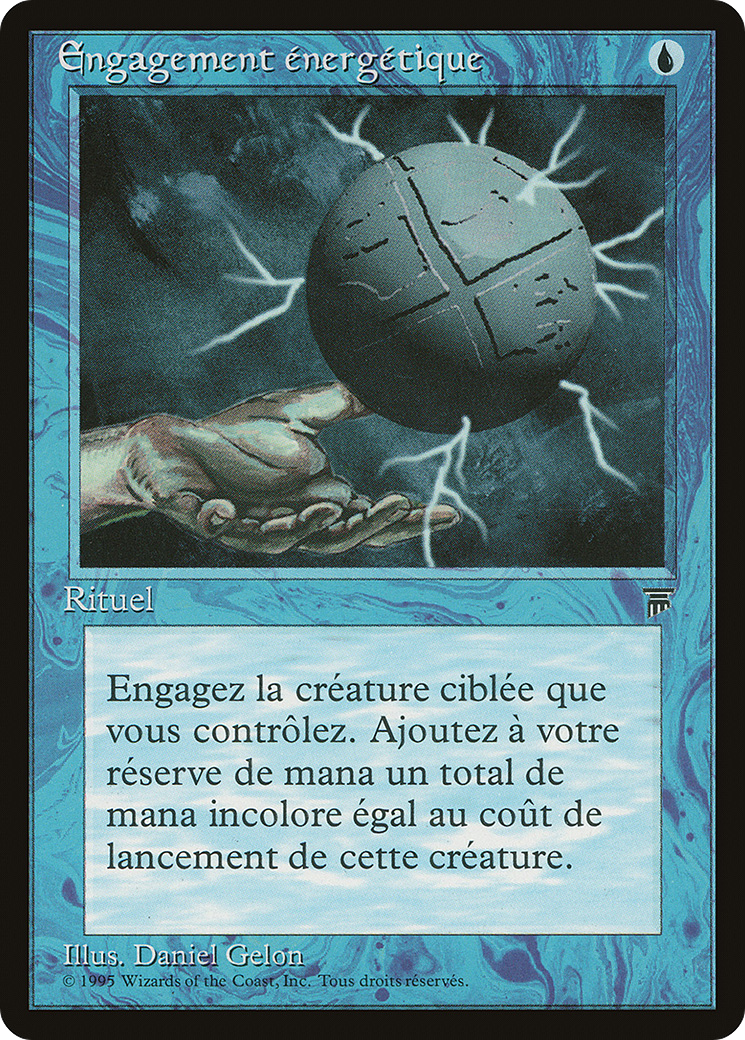 Engagement énergétique
Rituel
Engagez la créature ciblée que
vous contrôlez. Ajoutez à votre
réserve de mana un total de
mana incolore égal au coût de
lancement de cette créature.
Illus. Daniel Gelon
© 1995 Wizards of the Coast, Inc. Tous droits réservés.